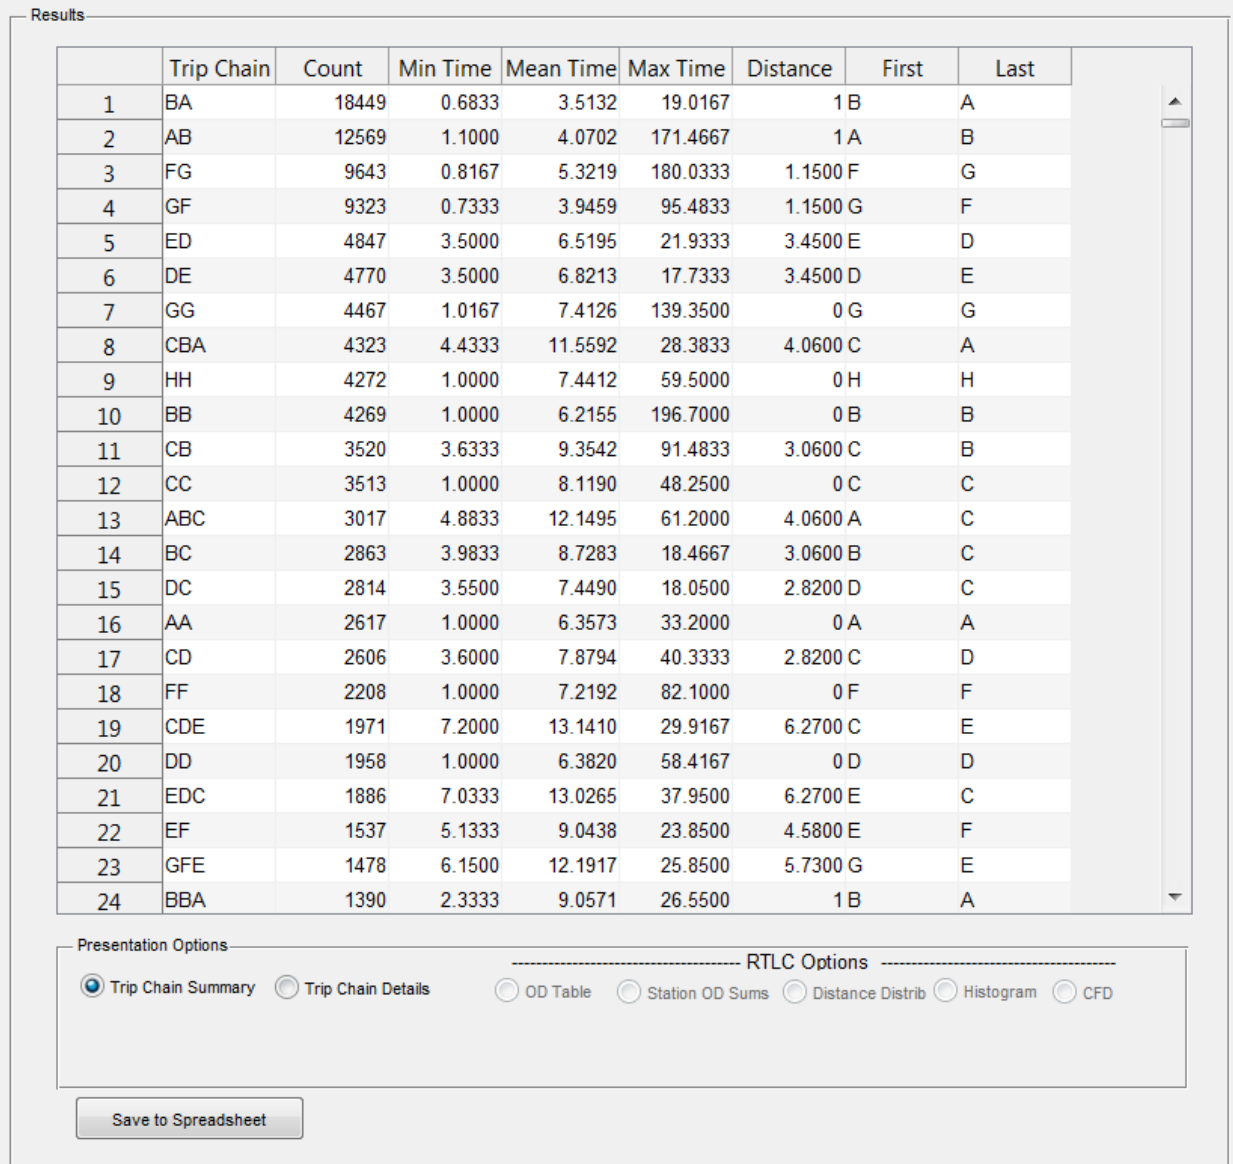 Results
Trip Chain Count Min Time Mean Time Max Time Distance First Last
1 BA 18449 0.6833 3.5132 19.0167 1 B A
2 AB 12569 1.1000 4.0702 171.4667 1 A B
3 FG 9643 0.8167 5.3219 180.0333 1.1500 F G
4 GF 9323 0.7333 3.9459 95.4833 1.1500 G F
5 ED 4847 3.5000 6.5195 21.9333 3.4500 E D
6 DE 4770 3.5000 6.8213 17.7333 3.4500 D E
7 GG 4467 1.0167 7.4126 139.3500 0 G G
8 CBA 4323 4.4333 11.5592 28.3833 4.0600 C A
9 HH 4272 1.0000 7.4412 59.5000 0 H H
10 BB 4269 1.0000 6.2155 196.7000 0 B B
11 CB 3520 3.6333 9.3542 91.4833 3.0600 C B
12 CC 3513 1.0000 8.1190 48.2500 0 C C
13 ABC 3017 4.8833 12.1495 61.2000 4.0600 A C
14 BC 2863 3.9833 8.7283 18.4667 3.0600 B C
15 DC 2814 3.5500 7.4490 18.0500 2.8200 D C
16 AA 2617 1.0000 6.3573 33.2000 0 A A
17 CD 2606 3.6000 7.8794 40.3333 2.8200 C D
18 FF 2208 1.0000 7.2192 82.1000 0 F F
19 CDE 1971 7.2000 13.1410 29.9167 6.2700 C E
20 DD 1958 1.0000 6.3820 58.4167 0 D D
21 EDC 1886 7.0333 13.0265 37.9500 6.2700 E C
22 EF 1537 5.1333 9.0438 23.8500 4.5800 E F
23 GFE 1478 6.1500 12.1917 25.8500 5.7300 G E
24 BBA 1390 2.3333 9.0571 26.5500 1 B A
Presentation Options
-------------------------------------- RTLC Options ---------------------------------------
Trip Chain Summary Trip Chain Details OD Table Station OD Sums Distance Distrib Histogram CFD
Save to Spreadsheet